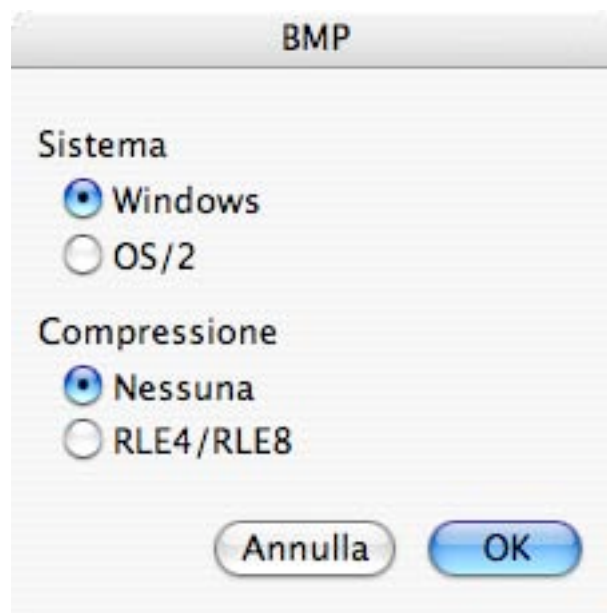 BMP
Sistema
Windows
OS/2
Compressione
Nessuna
RLE4/RLE8
Annulla OK